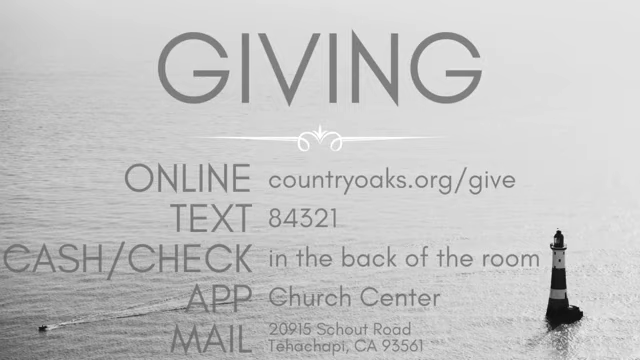 GIVING
ONLINE countryoaks.org/give
TEXT 84321
CASH/CHECK in the back of the room
APP Church Center
MAIL 20915 Schout Road
Tehachapi, CA 93561